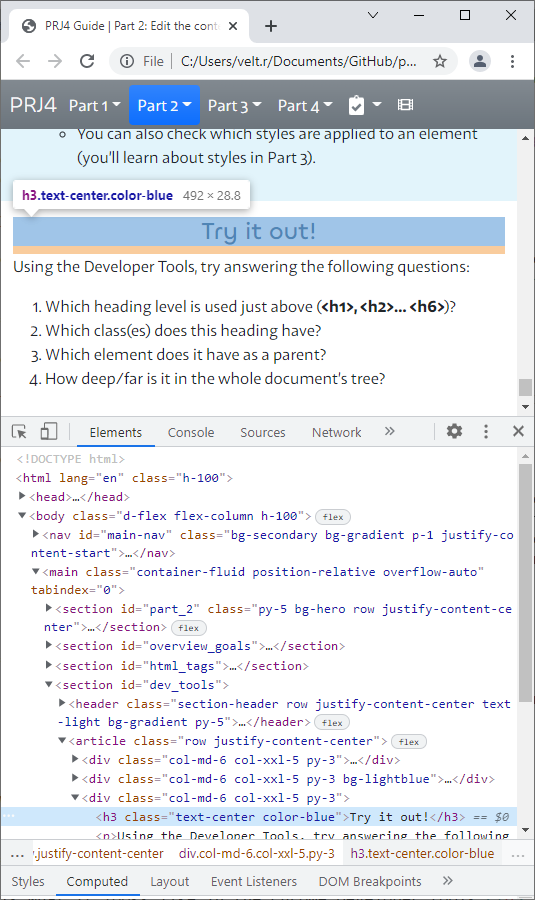 PRJ4 Guide | Part 2: Edit the conte
File C:/Users/velt.r/Documents/GitHub/p...
PRJ4 Part 1 Part 2 Part 3 Part 4
You can also check which styles are applied to an element
(you'll learn about styles in Part 3).
h3.text-center.color-blue 492 × 28.8
Try it out!
Using the Developer Tools, try answering the following questions:
1. Which heading level is used just above (<h1>, <h2>... <h6>)?
2. Which class(es) does this heading have?
3. Which element does it have as a parent?
4. How deep/far is it in the whole document's tree?
Elements Console Sources Network »
<!DOCTYPE html>
<html lang="en" class="h-100">
<head>…</head>
<body class="d-flex flex-column h-100"> flex
<nav id="main-nav" class="bg-secondary bg-gradient p-1 justify-co
ntent-start">…</nav>
<main class="container-fluid position-relative overflow-auto"
tabindex="0">
<section id="part_2" class="py-5 bg-hero row justify-content-ce
nter">…</section> flex
<section id="overview_goals">…</section>
<section id="html_tags">…</section>
<section id="dev_tools">
<header class="section-header row justify-content-center text
-light bg-gradient py-5">…</header> flex
<article class="row justify-content-center"> flex
<div class="col-md-6 col-xxl-5 py-3">…</div>
<div class="col-md-6 col-xxl-5 py-3 bg-lightblue">…</div>
<div class="col-md-6 col-xxl-5 py-3">
<h3 class="text-center color-blue">Try it out!</h3> == $0
<p>Using the Developer Tools, try answering the following
... .justify-content-center div.col-md-6.col-xxl-5.py-3 h3.text-center.color-blue ...
Styles Computed Layout Event Listeners DOM Breakpoints »